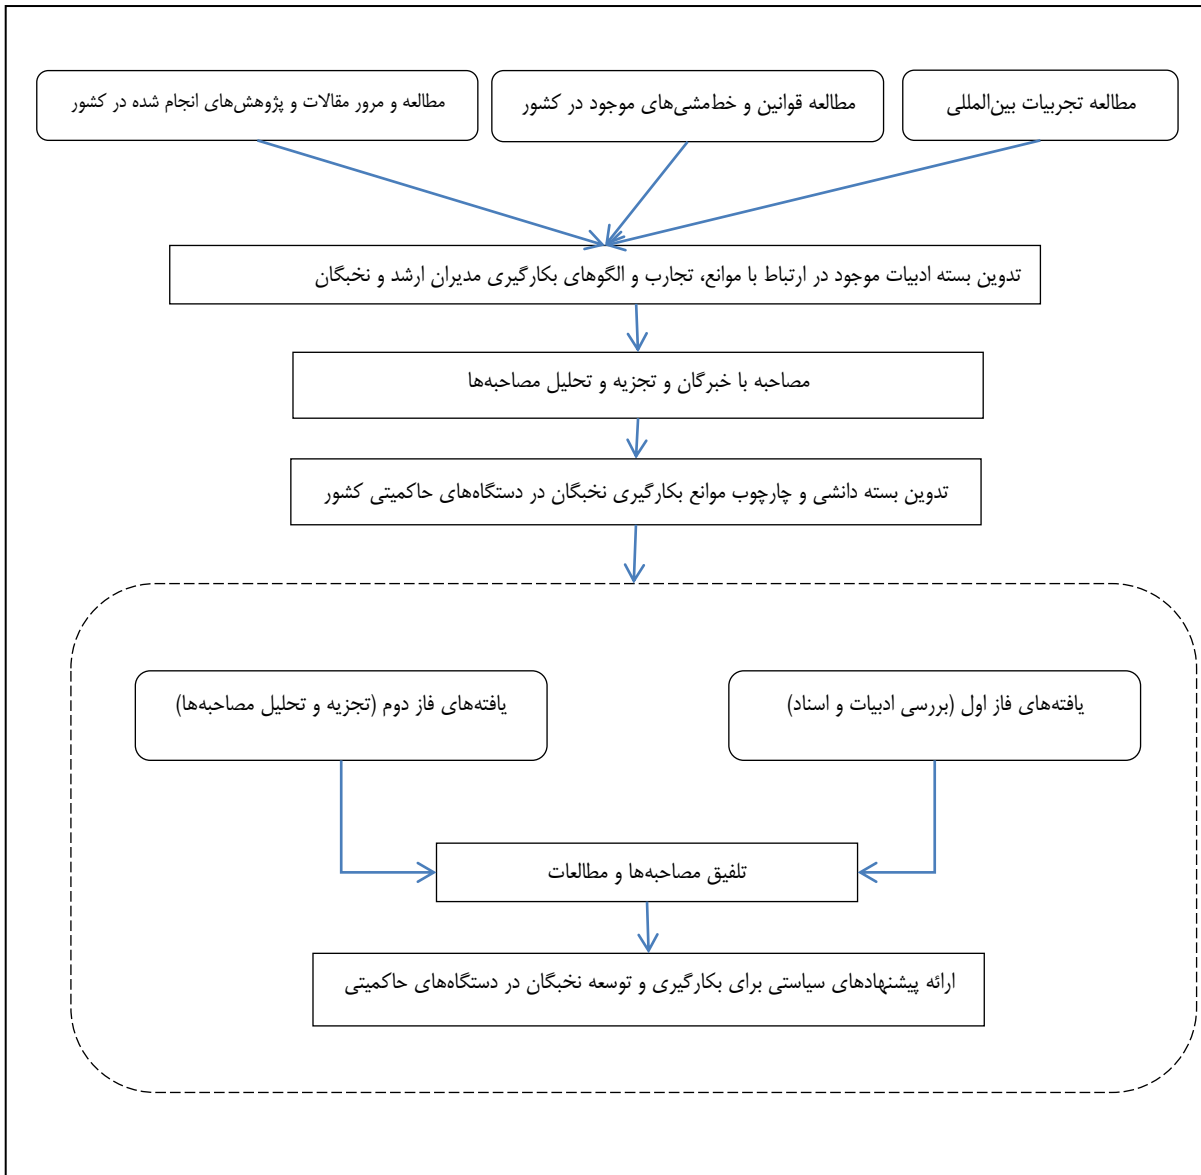 مطالعه تجربیات بین‌المللی
مطالعه قوانین و خط‌مشی‌های موجود در کشور
مطالعه و مرور مقالات و پژوهش‌های انجام شده در کشور
تدوین بسته ادبیات موجود در ارتباط با موانع، تجارب و الگوهای بکارگیری مدیران ارشد و نخبگان
مصاحبه با خبرگان و تجزیه و تحلیل مصاحبه‌ها
تدوین بسته دانشی و چارچوب موانع بکارگیری نخبگان در دستگاه‌های حاکمیتی کشور
یافته‌های فاز اول (بررسی ادبیات و اسناد)
یافته‌های فاز دوم (تجزیه و تحلیل مصاحبه‌ها)
تلفیق مصاحبه‌ها و مطالعات
ارائه پیشنهادهای سیاستی برای بکارگیری و توسعه نخبگان در دستگاه‌های حاکمیتی